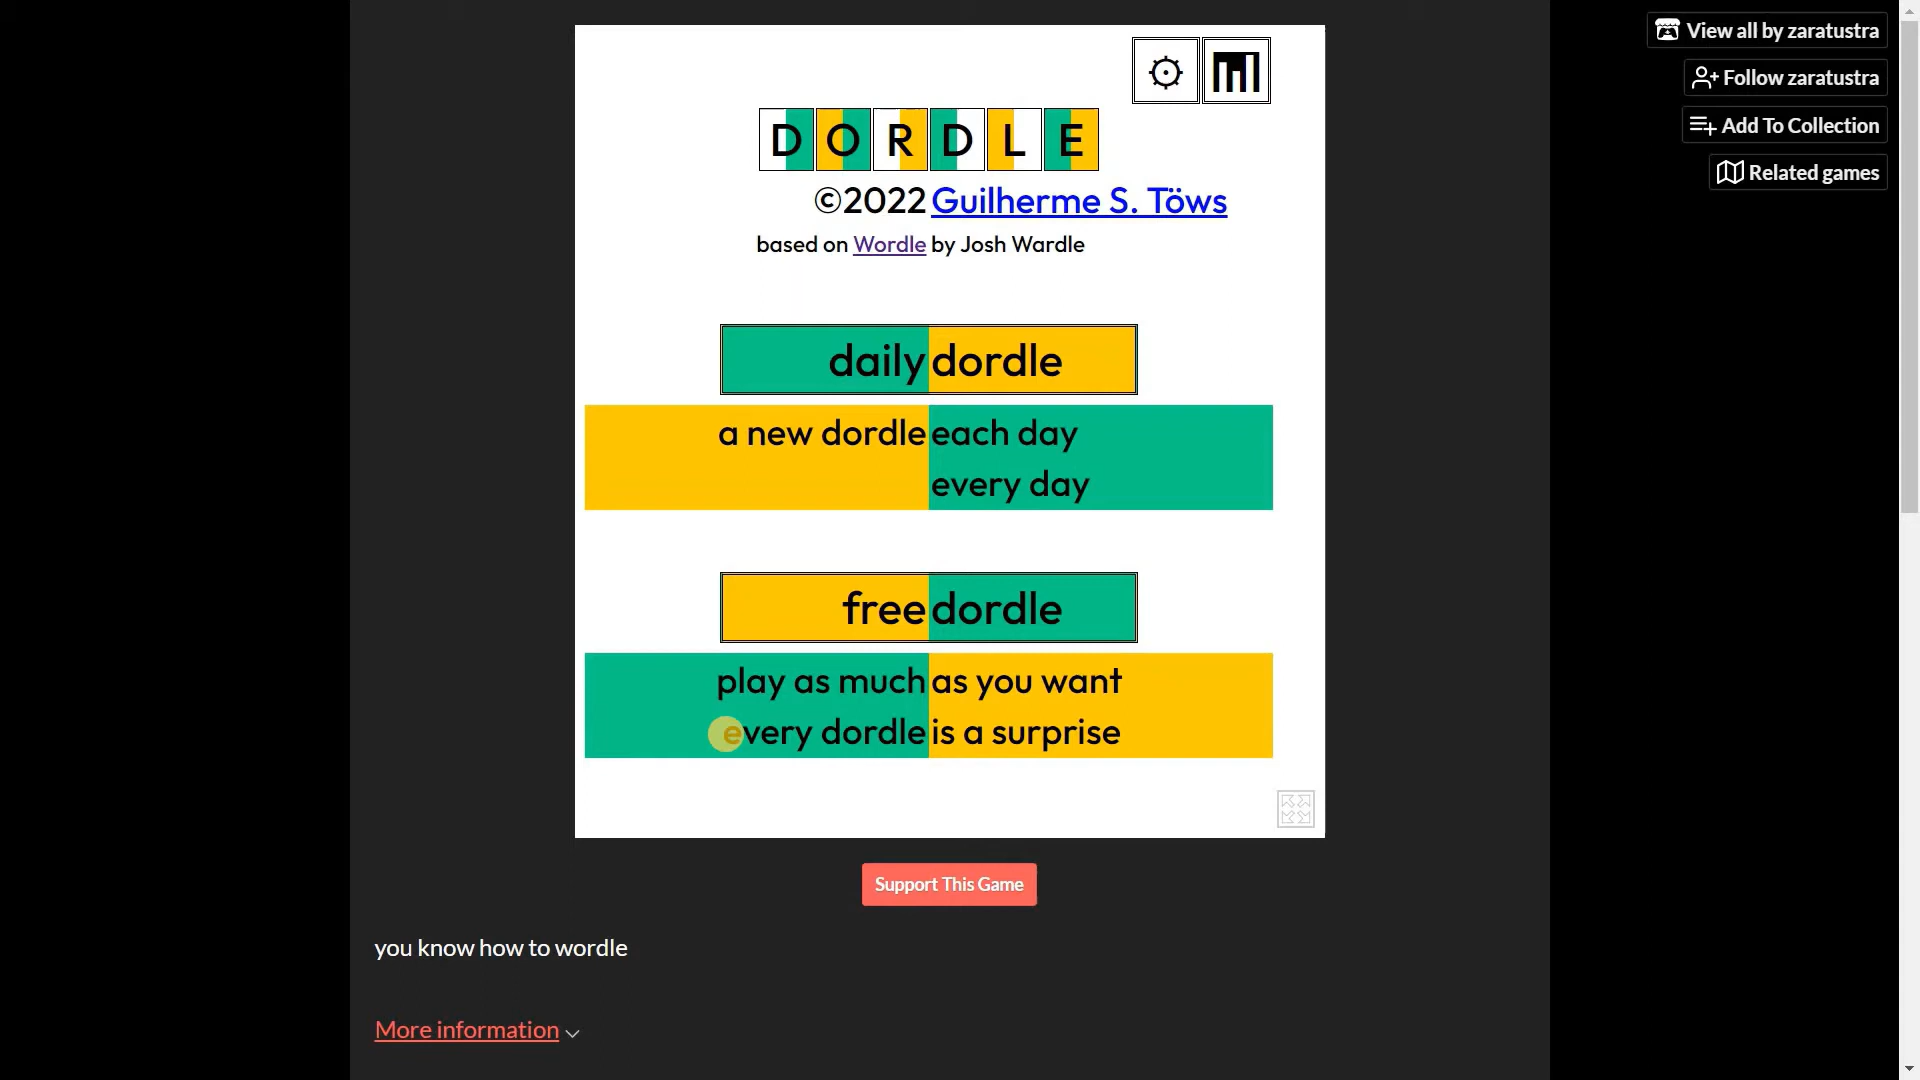 View all by zaratustra
Follow zaratustra
Add To Collection
Related games
DORDLE
©2022 Guilherme S. Töws
based on Wordle by Josh Wardle
daily dordle
a new dordle each day
every day
free dordle
play as much as you want
every dordle is a surprise
Support This Game
you know how to wordle
More information